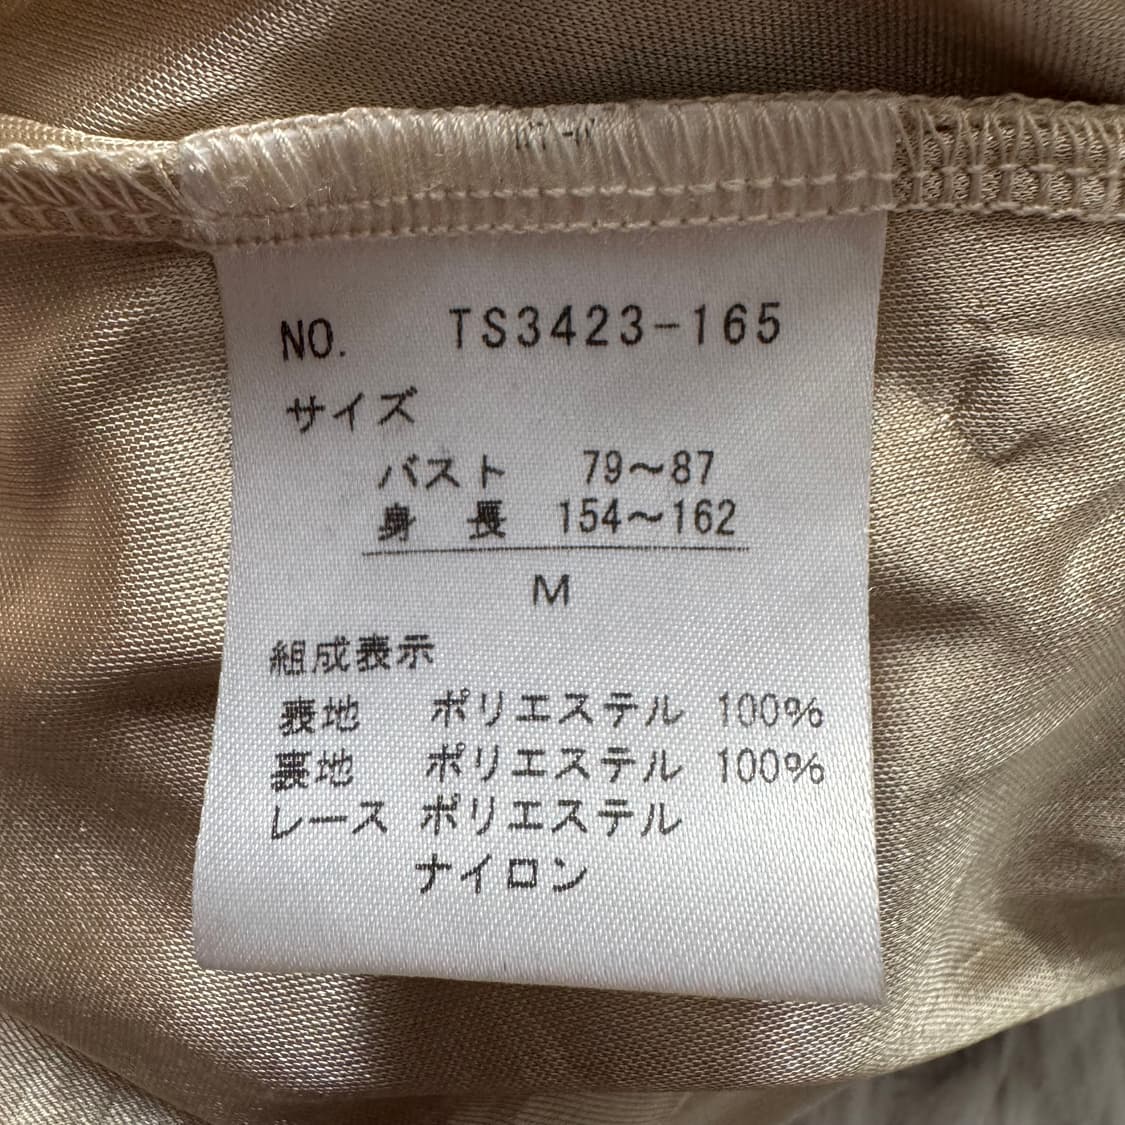 NO. TS3423-165
サイズ
バスト 79～87
身 長 154～162
M
組成表示
表地 ポリエステル 100%
裏地 ポリエステル 100%
レース ポリエステル
ナイロン